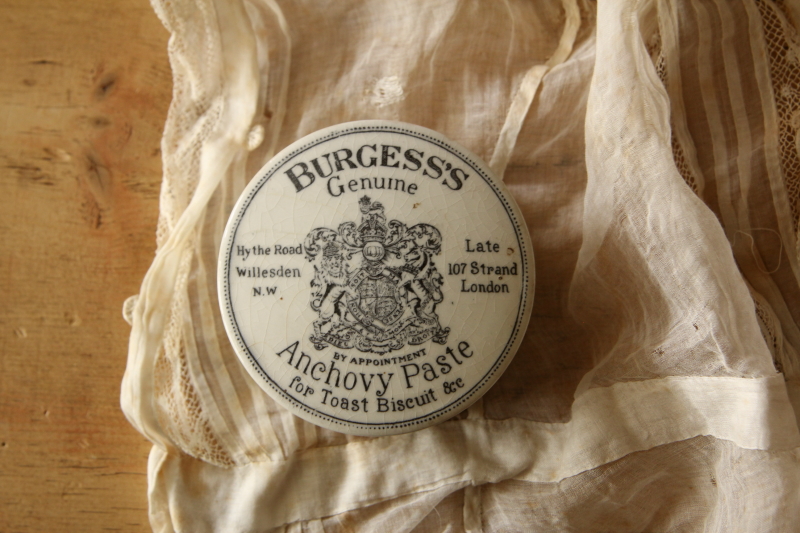 BURGESS'S
Genuine
Hythe Road
Willesden
N.W
Late
107 Strand
London
BY APPOINTMENT
Anchovy Paste
for Toast Biscuit &c